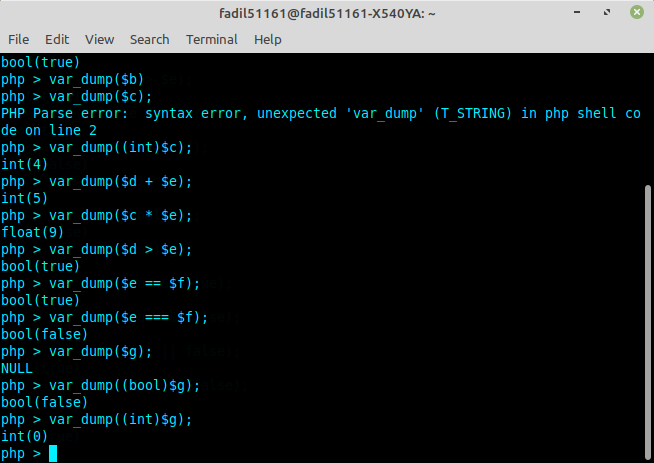 fadil51161@fadil51161-X540YA: ~
File Edit View Search Terminal Help
bool(true)
php > var_dump($b)
php > var_dump($c);
PHP Parse error:  syntax error, unexpected 'var_dump' (T_STRING) in php shell co
de on line 2
php > var_dump((int)$c);
int(4)
php > var_dump($d + $e);
int(5)
php > var_dump($c * $e);
float(9)
php > var_dump($d > $e);
bool(true)
php > var_dump($e == $f);
bool(true)
php > var_dump($e === $f);
bool(false)
php > var_dump($g);
NULL
php > var_dump((bool)$g);
bool(false)
php > var_dump((int)$g);
int(0)
php >